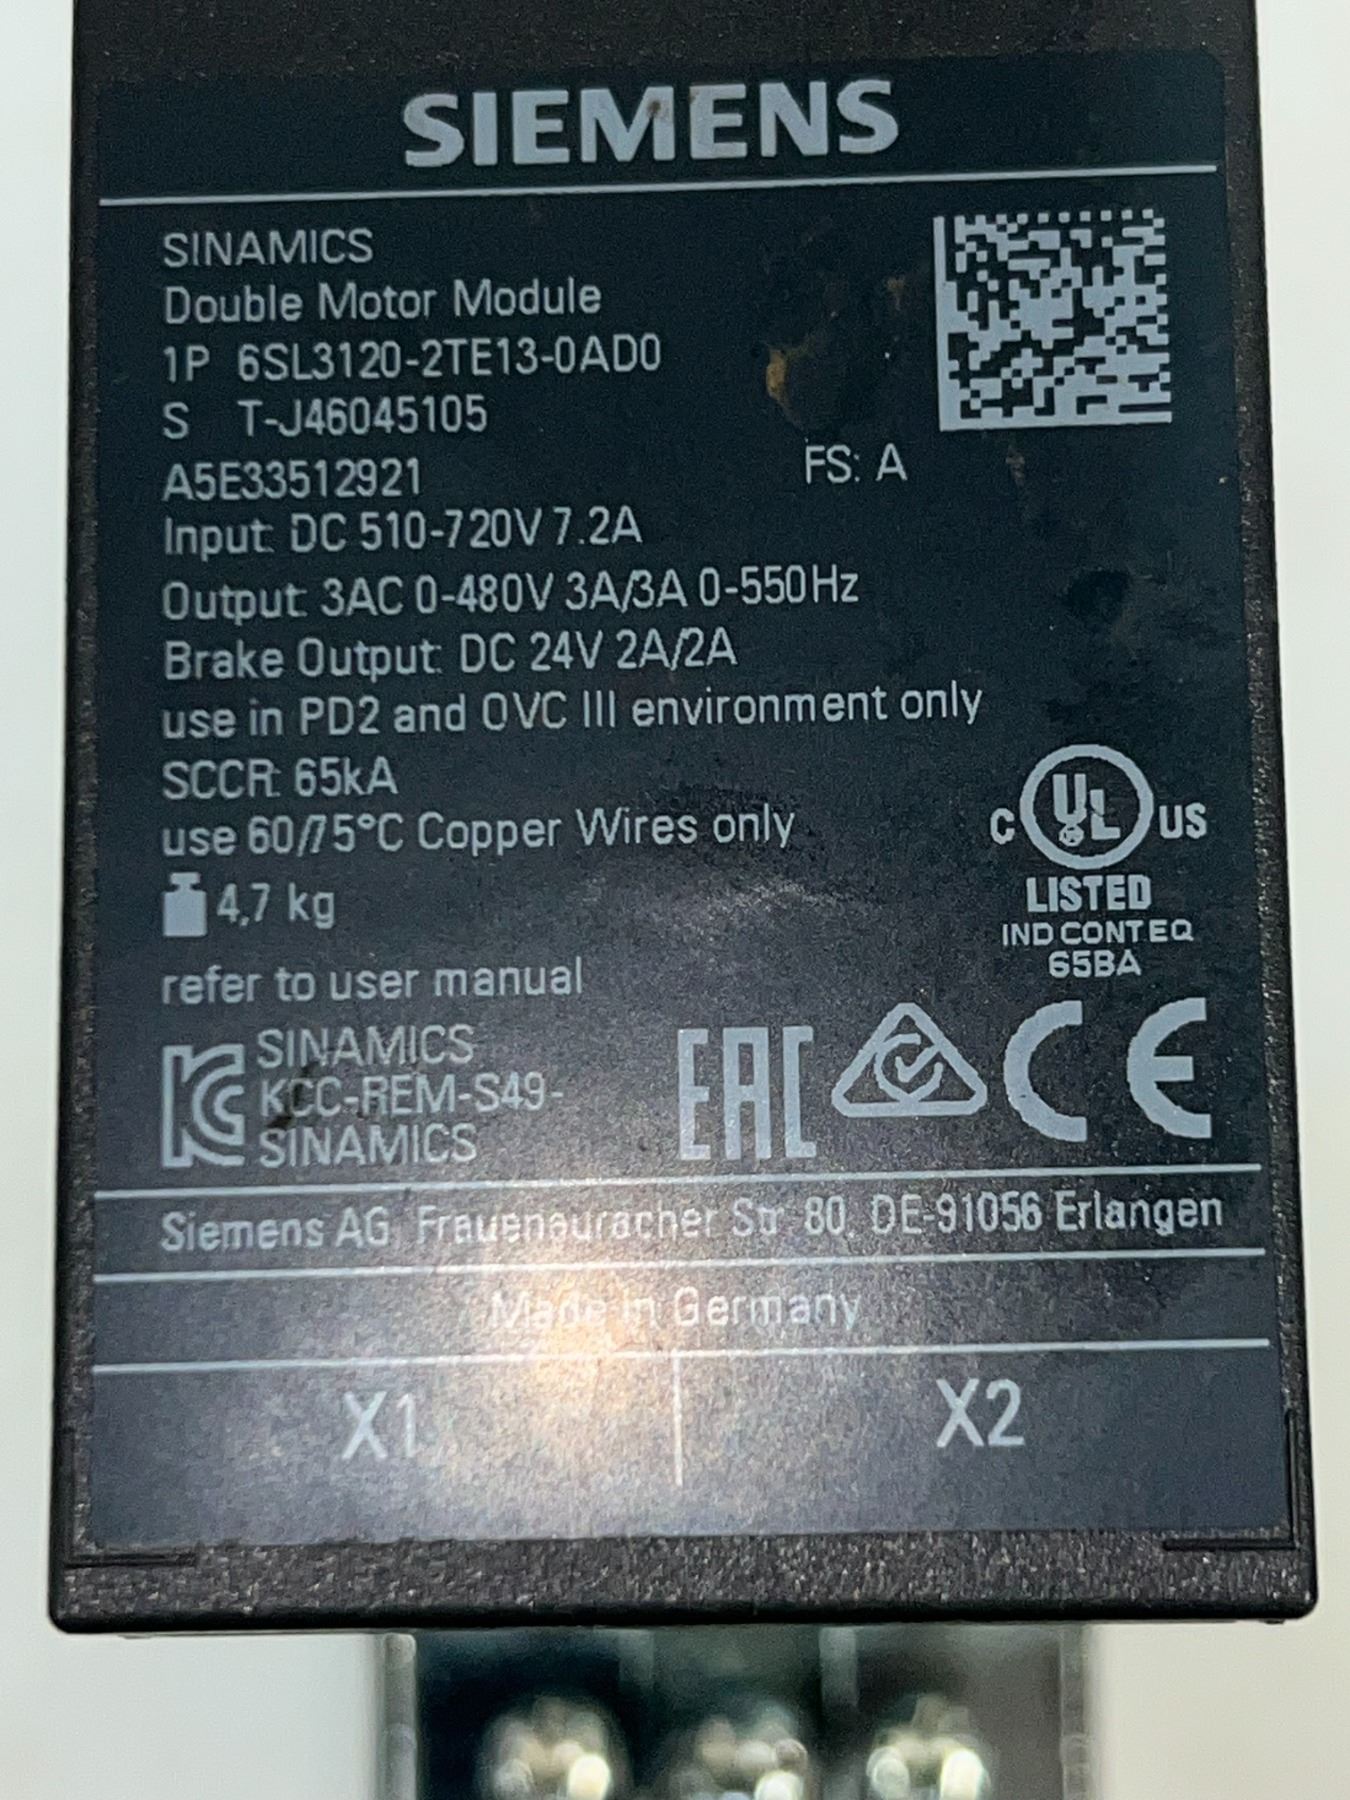 SIEMENS
SINAMICS
Double Motor Module
1P 6SL3120-2TE13-0AD0
S T-J46045105
A5E33512921 FS: A
Input: DC 510-720V 7.2A
Output: 3AC 0-480V 3A/3A 0-550Hz
Brake Output: DC 24V 2A/2A
use in PD2 and OVC III environment only
SCCR: 65kA
use 60/75°C Copper Wires only
C UL US
LISTED
4,7 kg
IND CONT EQ
65BA
refer to user manual
SINAMICS
KCC-REM-S49-
SINAMICS
EAC CE
Siemens AG, Frauenauracher Str. 80, DE-91056 Erlangen
Made in Germany
X1 X2